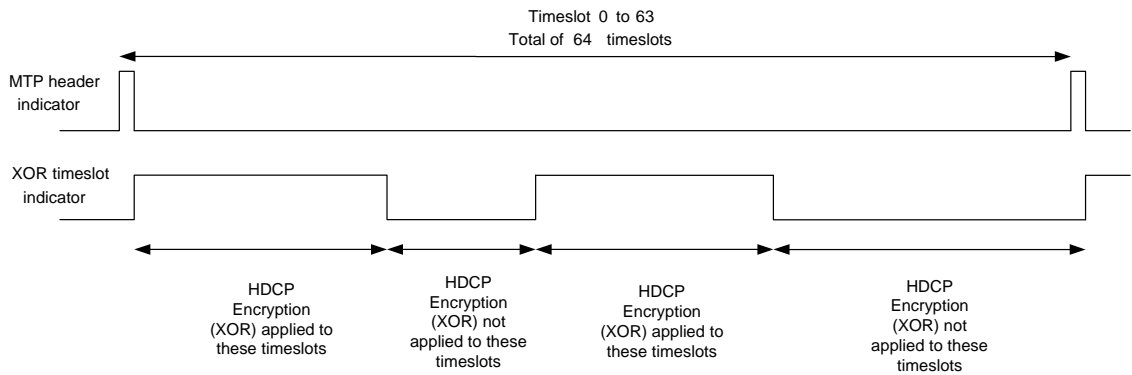 Timeslot 0 to 63
Total of 64 timeslots
MTP header
indicator
XOR timeslot
indicator
HDCP
Encryption
(XOR) applied to
these timeslots
HDCP
Encryption
(XOR) not
applied to these
timeslots
HDCP
Encryption
(XOR) applied to
these timeslots
HDCP
Encryption
(XOR) not
applied to these
timeslots